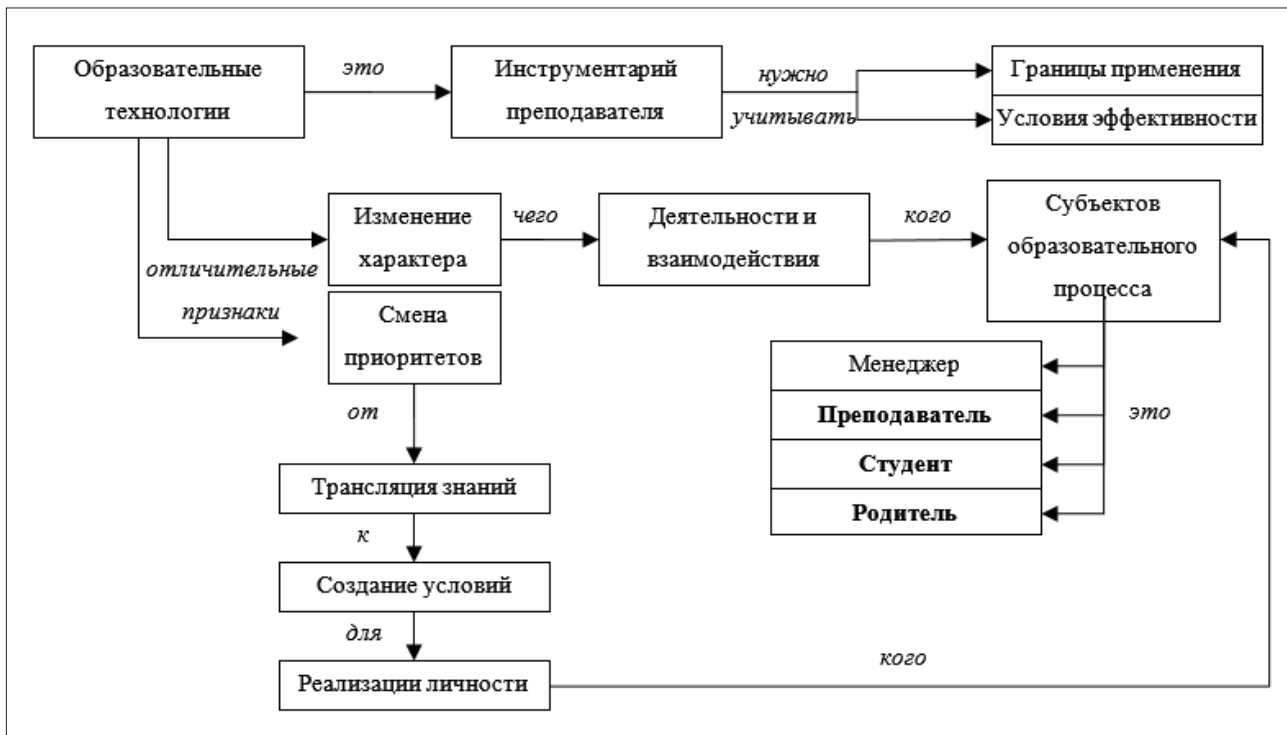 Образовательные
технологии
это
Инструментарий
преподавателя
нужно
учитывать
Границы применения
Условия эффективности
отличительные
признаки
Изменение
характера
чего
Деятельности и
взаимодействия
кого
Субъектов
образовательного
процесса
Смена
приоритетов
Менеджер
Преподаватель
Студент
Родитель
это
от
Трансляция знаний
к
Создание условий
для
Реализации личности
кого